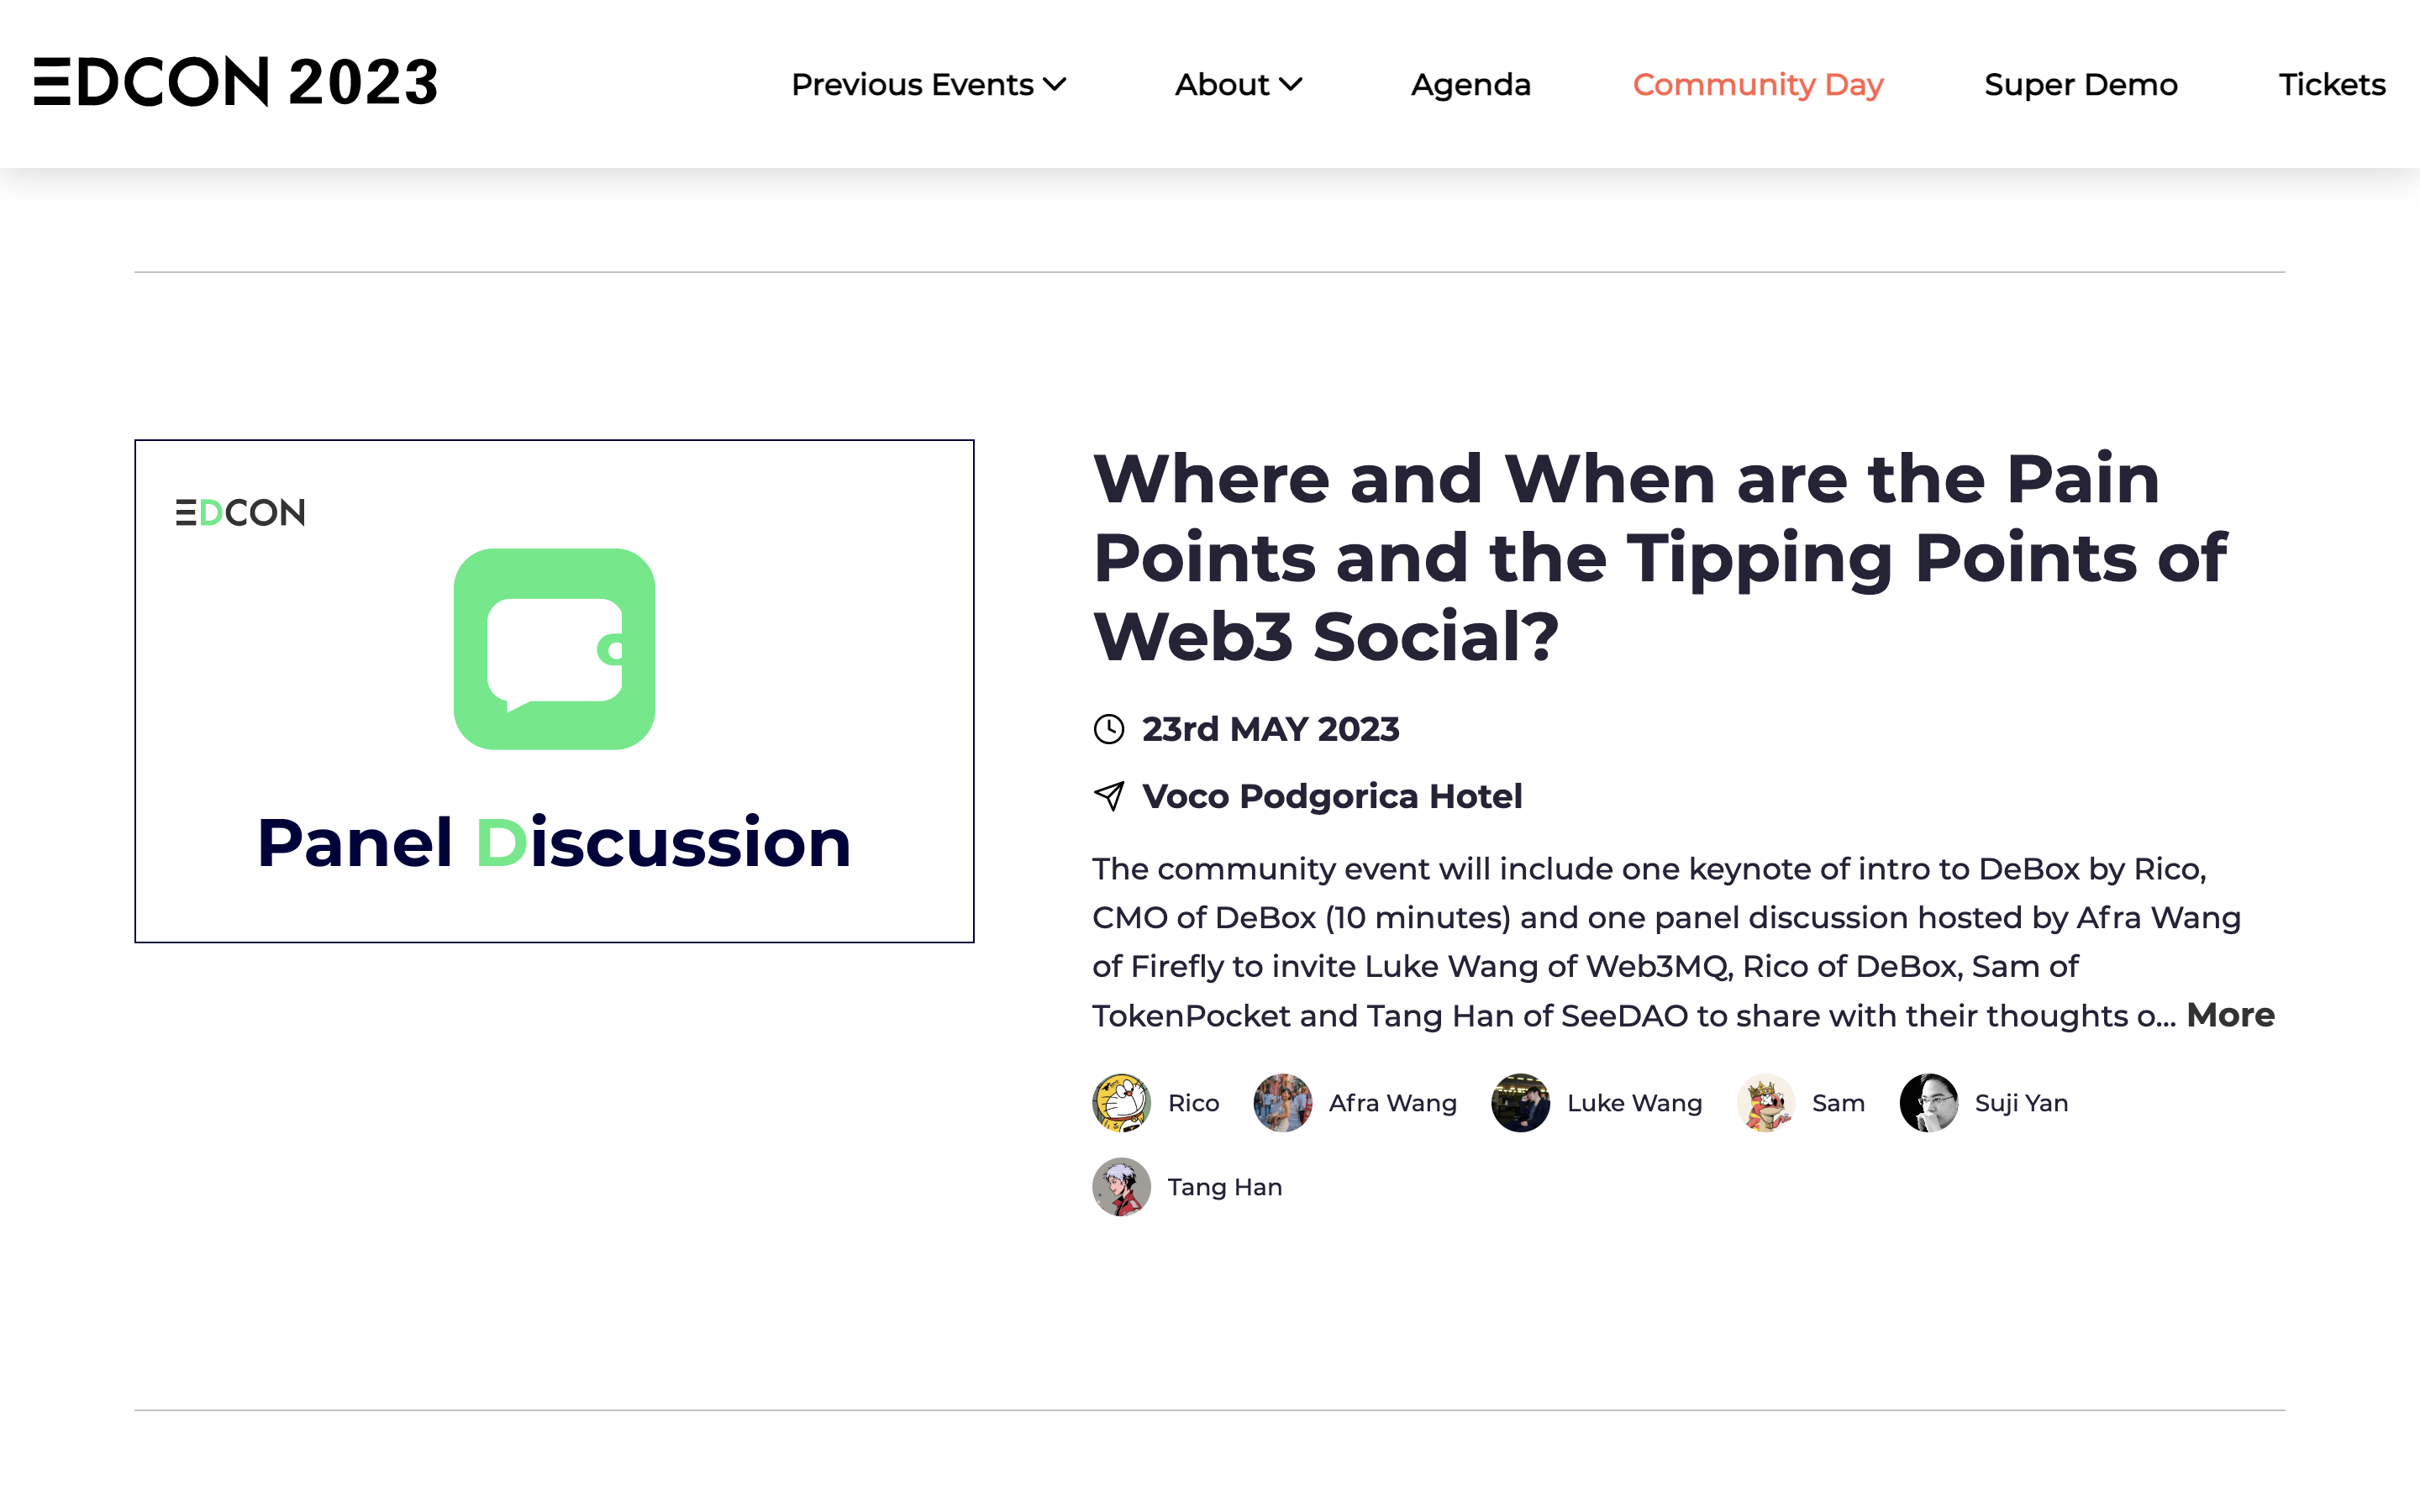 EDCON 2023
Previous Events
About
Agenda
Community Day
Super Demo
Tickets
EDCON
Panel Discussion
Where and When are the Pain
Points and the Tipping Points of
Web3 Social?
23rd MAY 2023
Voco Podgorica Hotel
The community event will include one keynote of intro to DeBox by Rico,
CMO of DeBox (10 minutes) and one panel discussion hosted by Afra Wang
of Firefly to invite Luke Wang of Web3MQ, Rico of DeBox, Sam of
TokenPocket and Tang Han of SeeDAO to share with their thoughts o... More
Rico
Afra Wang
Luke Wang
Sam
Suji Yan
Tang Han